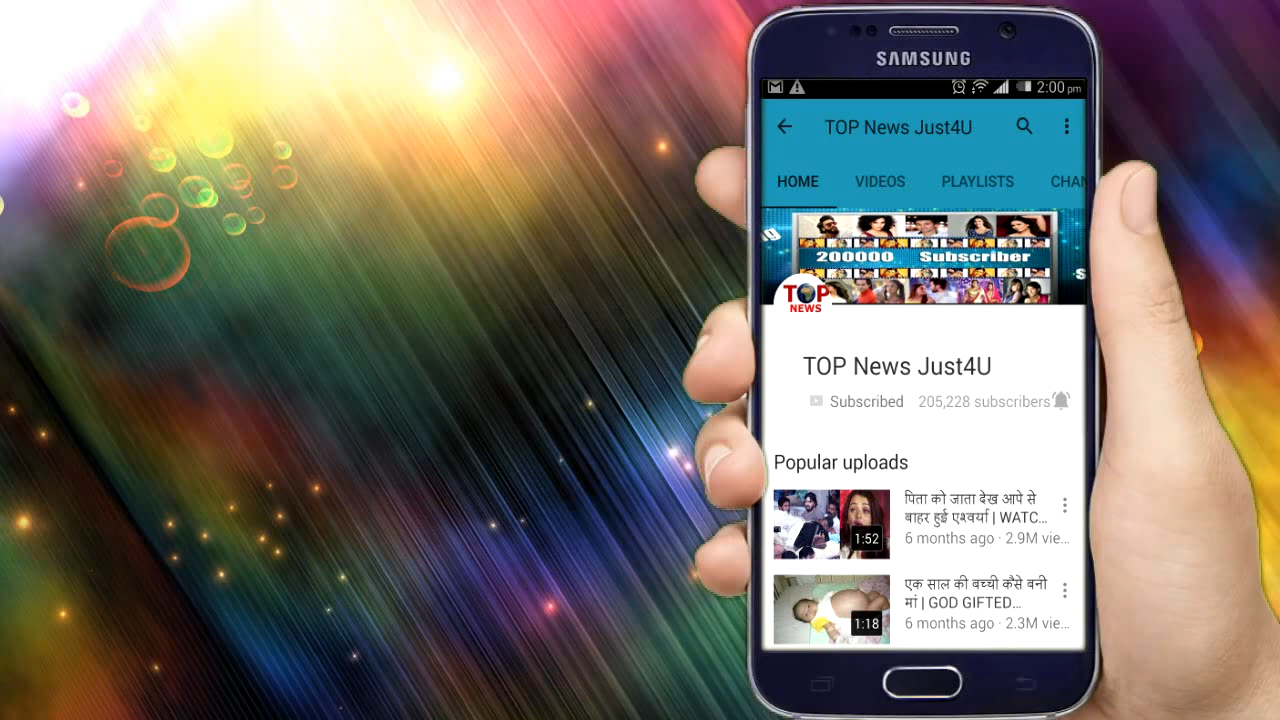 SAMSUNG
2:00 pm
TOP News Just4U
HOME VIDEOS PLAYLISTS CHAN
200000 Subscriber
TOP
NEWS
TOP News Just4U
Subscribed 205,228 subscribers
Popular uploads
पिता को जाता देख आपे से
बाहर हुई एश्वर्या | WATC...
6 months ago · 2.9M vie...
1:52
एक साल की बच्ची कैसे बनी
मां | GOD GIFTED...
6 months ago · 2.3M vie...
1:18